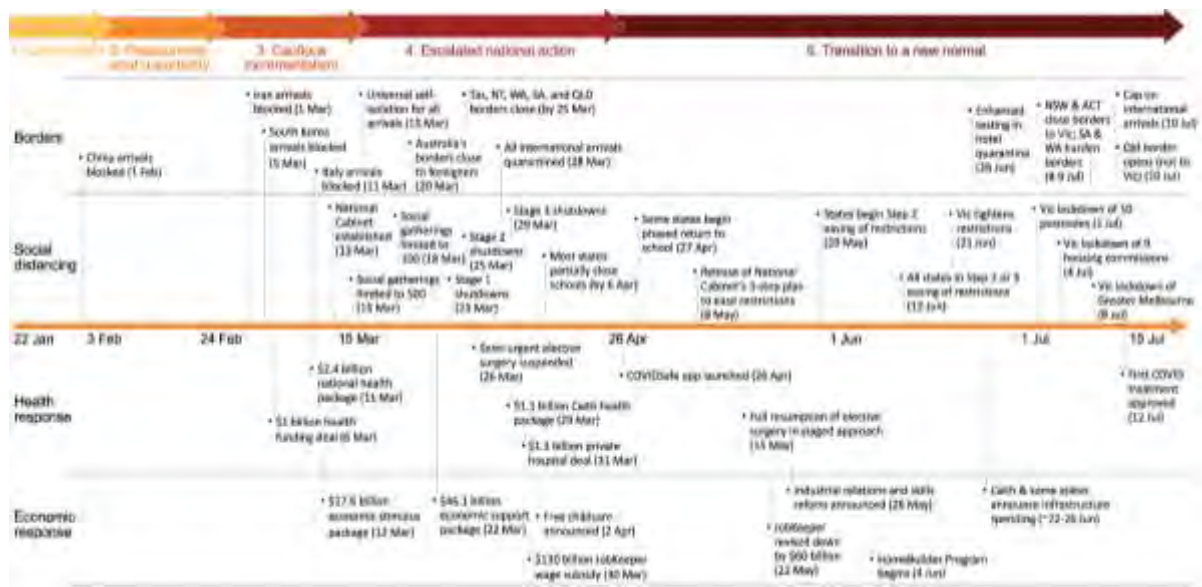 2. Reassurance
amid uncertainty
3. Cautious
incrementalism
4. Escalated national action
5. Transition to a new normal
Borders
• China arrivals
blocked (1 Feb)
• Iran arrivals
blocked (1 Mar)
• South Korea
arrivals blocked
(5 Mar)
• Italy arrivals
blocked (11 Mar)
• Universal self-
isolation for all
arrivals (15 Mar)
• Australia's
borders close
to foreigners
(20 Mar)
• Tas, NT, WA, SA, and QLD
borders close (by 25 Mar)
• All international arrivals
quarantined (28 Mar)
• Enhanced
testing in
hotel
quarantine
• NSW & ACT
close borders
to Vic; SA &
WA harden
borders
(8-9 Jul)
• Cap on
international
arrivals (10 Jul)
• Qld border
opens (not to
Vic) (10 Jul)
Social
distancing
• National
Cabinet
established
(13 Mar)
• Social gatherings
limited to 500
(15 Mar)
• Social
gatherings
limited to
100 (18 Mar)
• Stage 1
shutdowns
(23 Mar)
• Stage 2
shutdowns
(25 Mar)
• Stage 3 shutdowns
(29 Mar)
• Most states
partially close
schools (by 6 Apr)
• Some states begin
phased return to
school (27 Apr)
• Release of National
Cabinet's 3-step plan
to ease restrictions
(8 May)
• States begin Step 2
easing of restrictions
• All states in Step 2 or 3
easing of restrictions
• Vic tightens
restrictions
(21 Jun)
• Vic lockdown of 10
postcodes (1 Jul)
• Vic lockdown of 9
housing commissions
(4 Jul)
• Vic lockdown of
Greater Melbourne
(8 Jul)
22 Jan
3 Feb
24 Feb
15 Mar
26 Apr
1 Jun
1 Jul
15 Jul
Health
response
• $1 billion health
funding deal (6 Mar)
• $2.4 billion
national health
package (11 Mar)
• Semi urgent elective
surgery suspended
(26 Mar)
• $1.1 billion Cwth health
package (29 Mar)
• $1.3 billion private
hospital deal (31 Mar)
• COVIDSafe app launched (26 Apr)
• Full resumption of elective
surgery in staged approach
(15 May)
• First COVID
treatment
approved
Economic
response
• $17.6 billion
economic stimulus
package (12 Mar)
• $66.1 billion
economic support
package (22 Mar)
• Free childcare
announced (2 Apr)
• $130 billion JobKeeper
wage subsidy (30 Mar)
• Industrial relations and skills
reform announced (26 May)
• JobKeeper
revised down
by $60 billion
(22 May)
• HomeBuilder Program
begins (4 Jun)
• Cwth & some states
announce infrastructure
spending (~22-26 Jun)